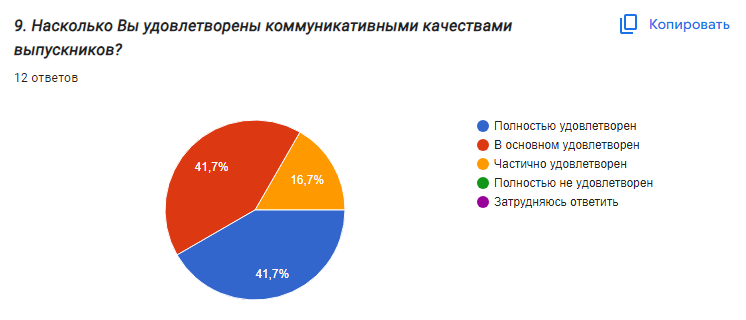 9. Насколько Вы удовлетворены коммуникативными качествами
выпускников?
Копировать
12 ответов
41,7%
16,7%
41,7%
Полностью удовлетворен
В основном удовлетворен
Частично удовлетворен
Полностью не удовлетворен
Затрудняюсь ответить